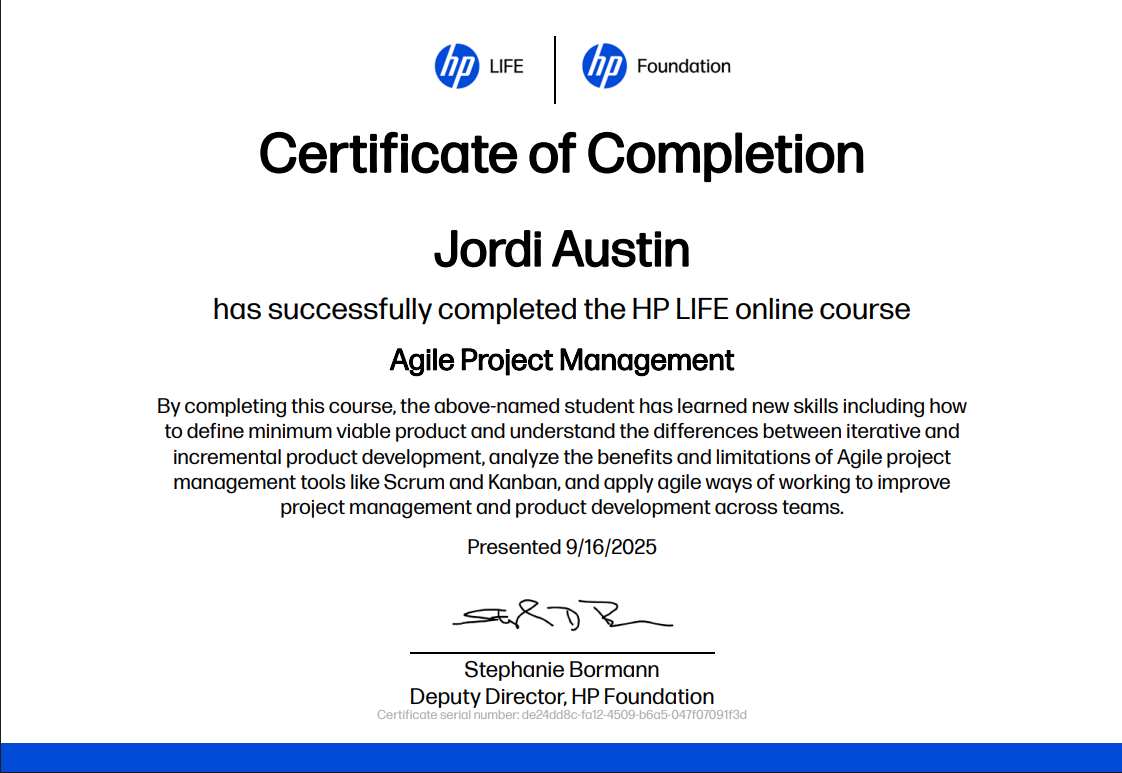 hp LIFE hp Foundation
Certificate of Completion
Jordi Austin
has successfully completed the HP LIFE online course
Agile Project Management
By completing this course, the above-named student has learned new skills including how
to define minimum viable product and understand the differences between iterative and
incremental product development, analyze the benefits and limitations of Agile project
management tools like Scrum and Kanban, and apply agile ways of working to improve
project management and product development across teams.
Presented 9/16/2025
Stephanie Bormann
Deputy Director, HP Foundation
Certificate serial number: de24dd8c-fa12-4509-b6a5-047f07091f3d